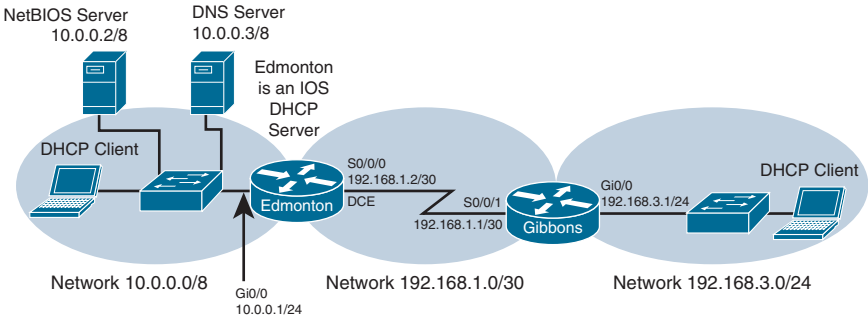 NetBIOS Server
10.0.0.2/8
DNS Server
10.0.0.3/8
Edmonton
is an IOS
DHCP
Server
DHCP Client
Edmonton
S0/0/0
192.168.1.2/30
DCE
S0/0/1
192.168.1.1/30
Gibbons
Gi0/0
192.168.3.1/24
DHCP Client
Network 10.0.0.0/8
Network 192.168.1.0/30
Network 192.168.3.0/24
Gi0/0
10.0.0.1/24